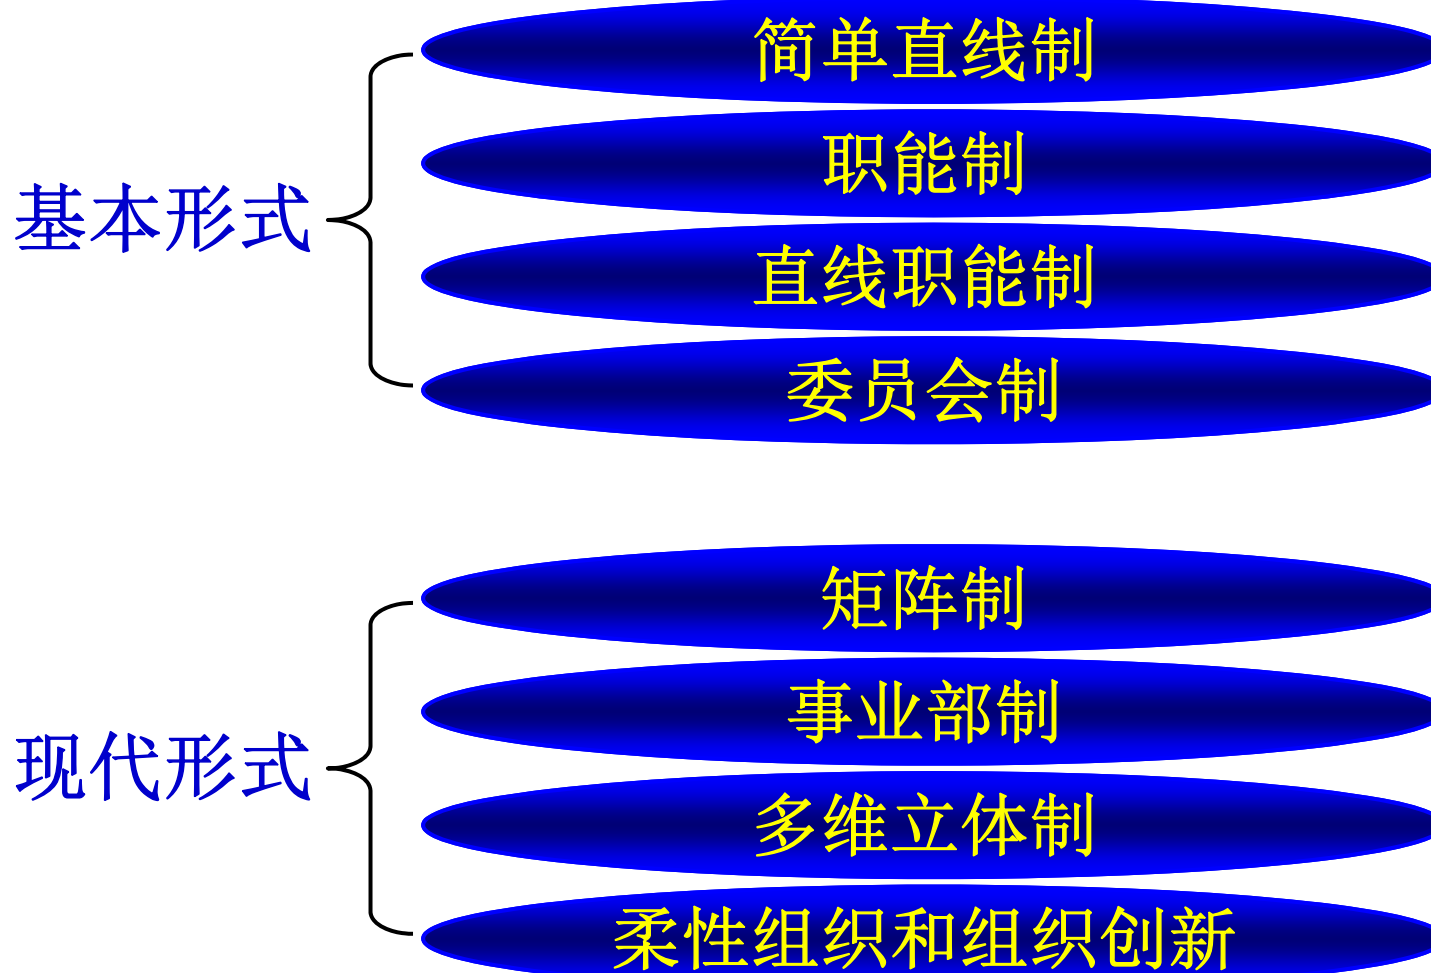 基本形式
简单直线制
职能制
直线职能制
委员会制
现代形式
矩阵制
事业部制
多维立体制
柔性组织和组织创新